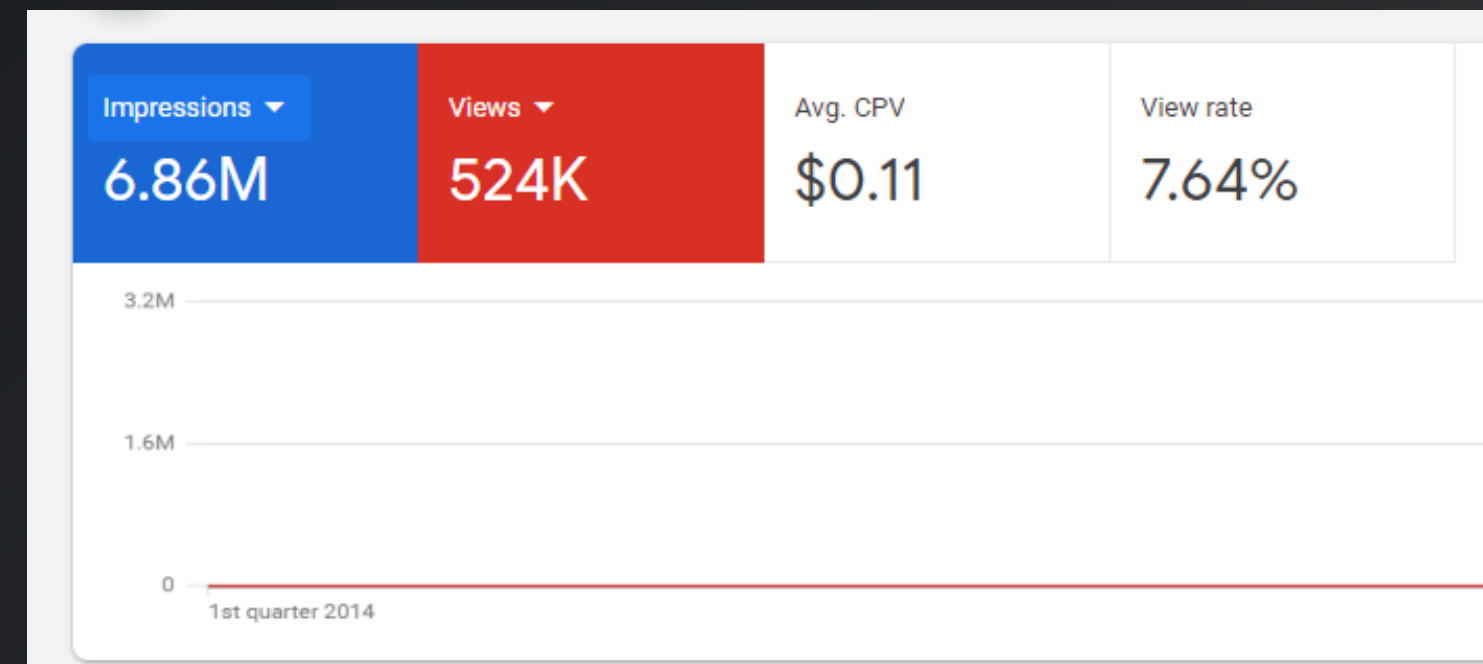 Impressions Views Avg. CPV View rate
6.86M 524K $0.11 7.64%
3.2M
1.6M
0
1st quarter 2014